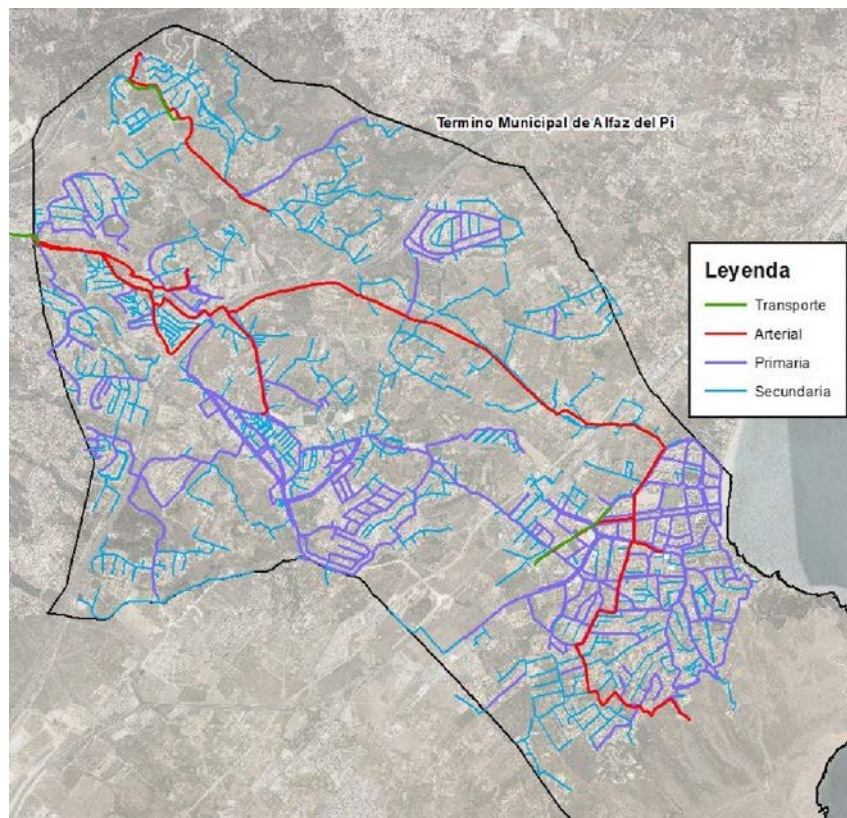 Termino Municipal de Alfaz del Pi
Leyenda
Transporte
Arterial
Primaria
Secundaria